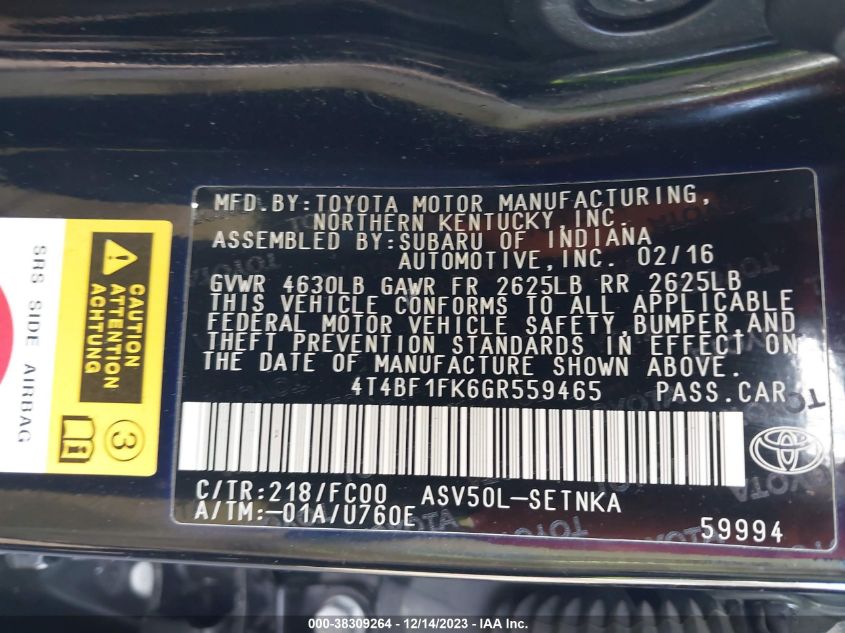 MFD.BY:TOYOTA MOTOR MANUFACTURING,
NORTHERN KENTUCKY,INC.
ASSEMBLED BY:SUBARU OF INDIANA
AUTOMOTIVE,INC. 02/16
GVWR 4630LB GAWR FR 2625LB RR 2625LB
THIS VEHICLE CONFORMS TO ALL APPLICABLE
FEDERAL MOTOR VEHICLE SAFETY,BUMPER,AND
THEFT PREVENTION STANDARDS IN EFFECT ON
THE DATE OF MANUFACTURE SHOWN ABOVE.
4T4BF1FK6GR559465 PASS.CAR
C/TR:218/FC00 ASV50L-SETNKA
A/TM:-01A/U760E
59994
TOYOTA
SRS SIDE AIRBAG
CAUTION
ATTENTION
ACHTUNG
3
000-38309264 - 12/14/2023 - IAA Inc.